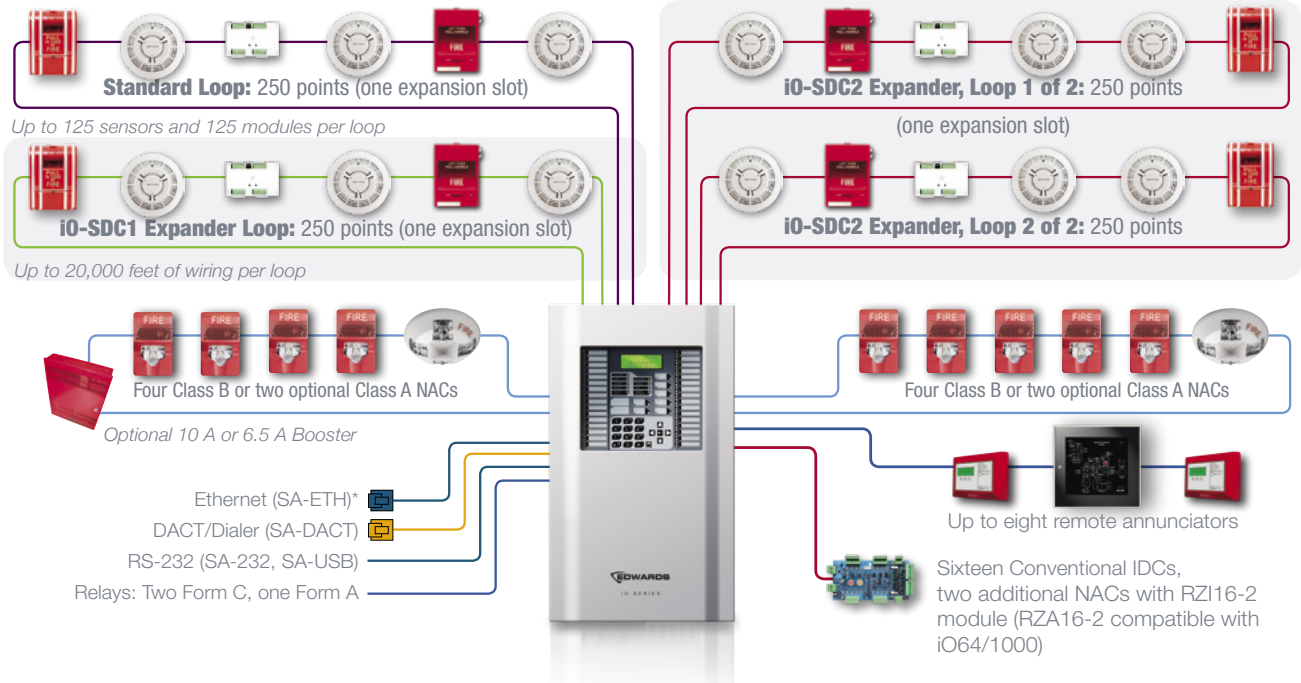 Standard Loop: 250 points (one expansion slot)
Up to 125 sensors and 125 modules per loop
iO-SDC1 Expander Loop: 250 points (one expansion slot)
Up to 20,000 feet of wiring per loop
iO-SDC2 Expander, Loop 1 of 2: 250 points
(one expansion slot)
iO-SDC2 Expander, Loop 2 of 2: 250 points
FIRE
FIRE
FIRE
FIRE
FIRE
Four Class B or two optional Class A NACs
Optional 10 A or 6.5 A Booster
FIRE
FIRE
FIRE
FIRE
FIRE
FIRE
Four Class B or two optional Class A NACs
Ethernet (SA-ETH)*
DACT/Dialer (SA-DACT)
RS-232 (SA-232, SA-USB)
Relays: Two Form C, one Form A
EDWARDS
iO SERIES
Up to eight remote annunciators
Sixteen Conventional IDCs,
two additional NACs with RZI16-2
module (RZA16-2 compatible with
iO64/1000)